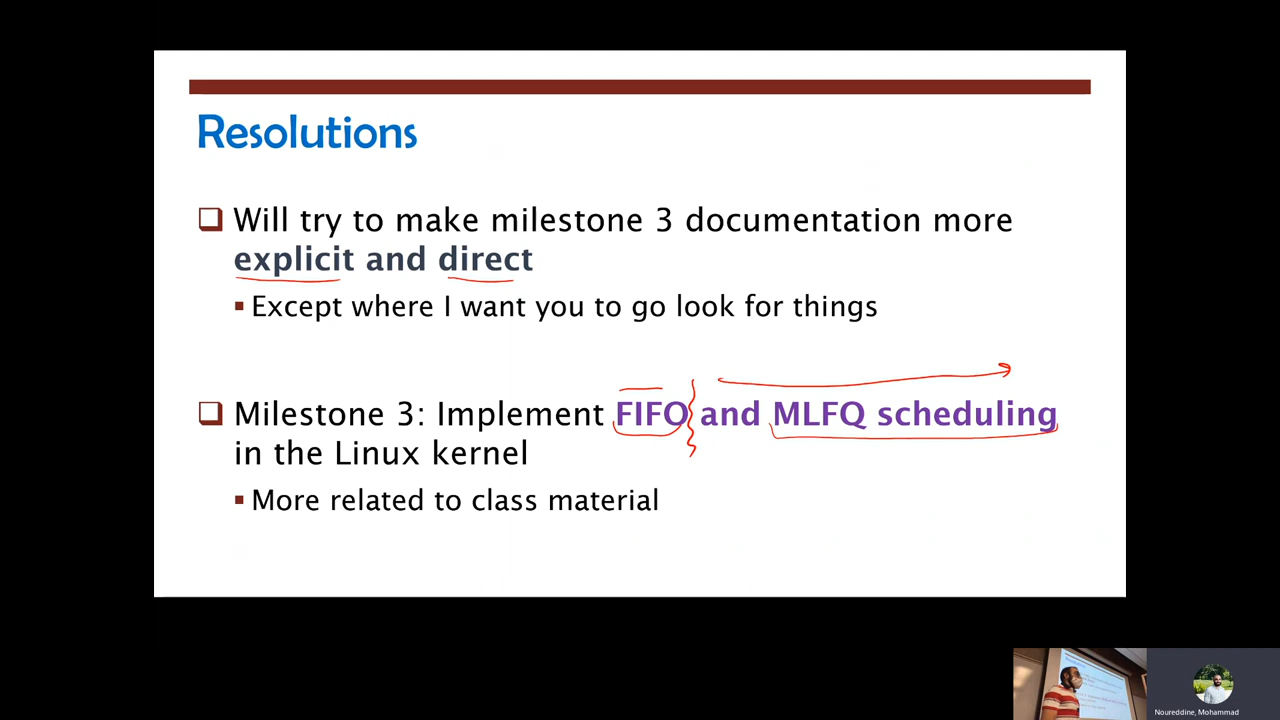 Resolutions
Will try to make milestone 3 documentation more
explicit and direct
Except where I want you to go look for things
Milestone 3: Implement FIFO and MLFQ scheduling
in the Linux kernel
More related to class material
Noureddine, Mohammad